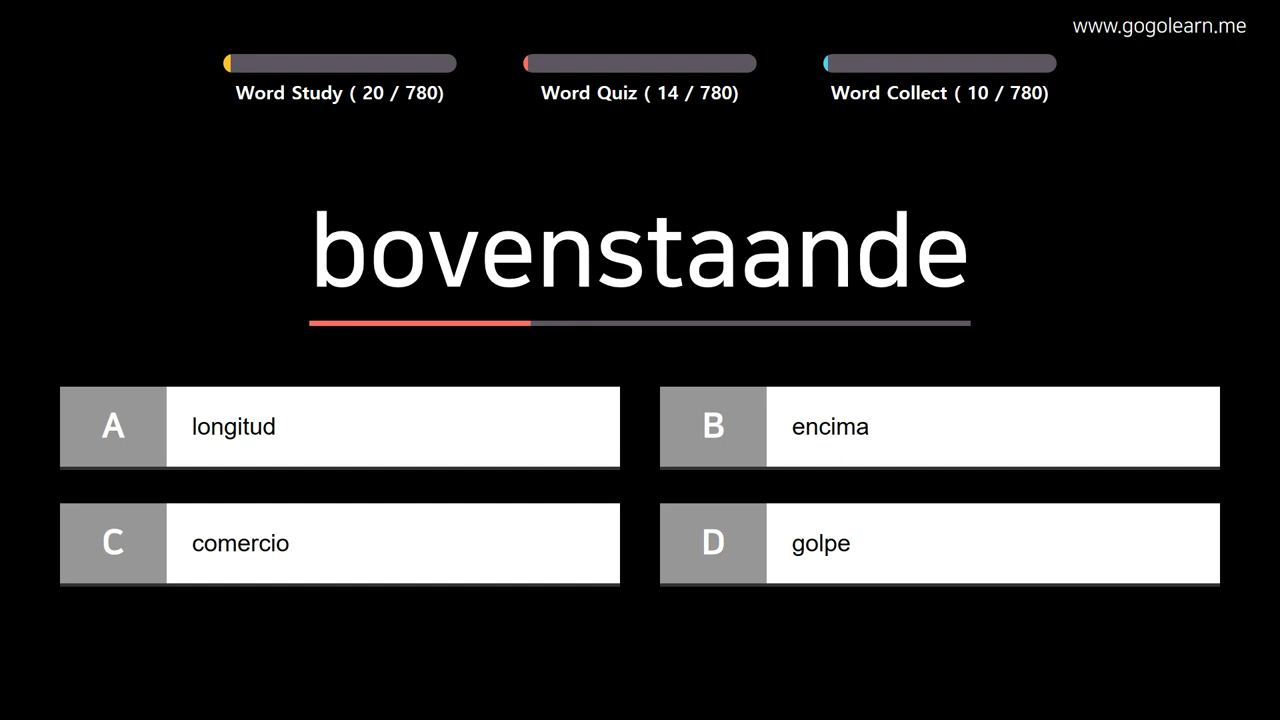 www.gogolearn.me
Word Study ( 20 / 780)
Word Quiz ( 14 / 780)
Word Collect ( 10 / 780)
bovenstaande
A longitud
B encima
C comercio
D golpe